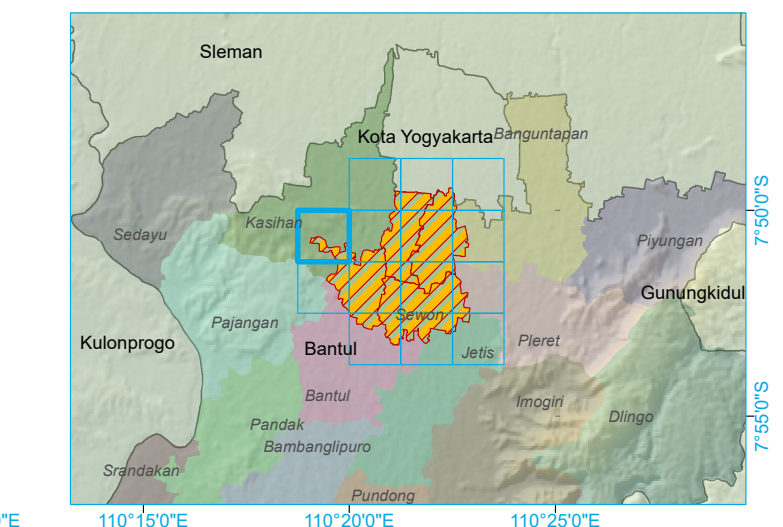 Sleman
Kota Yogyakarta
Banguntapan
Kasihan
Sedayu
Piyungan
7°50'0"S
Gunungkidul
Pajangan
Sewon
Kulonprogo
Bantul
Jetis
Pleret
Bantul
Imogiri
Dlingo
Pandak
Bambanglipuro
7°55'0"S
Srandakan
Pundong
0"E
110°15'0"E
110°20'0"E
110°25'0"E